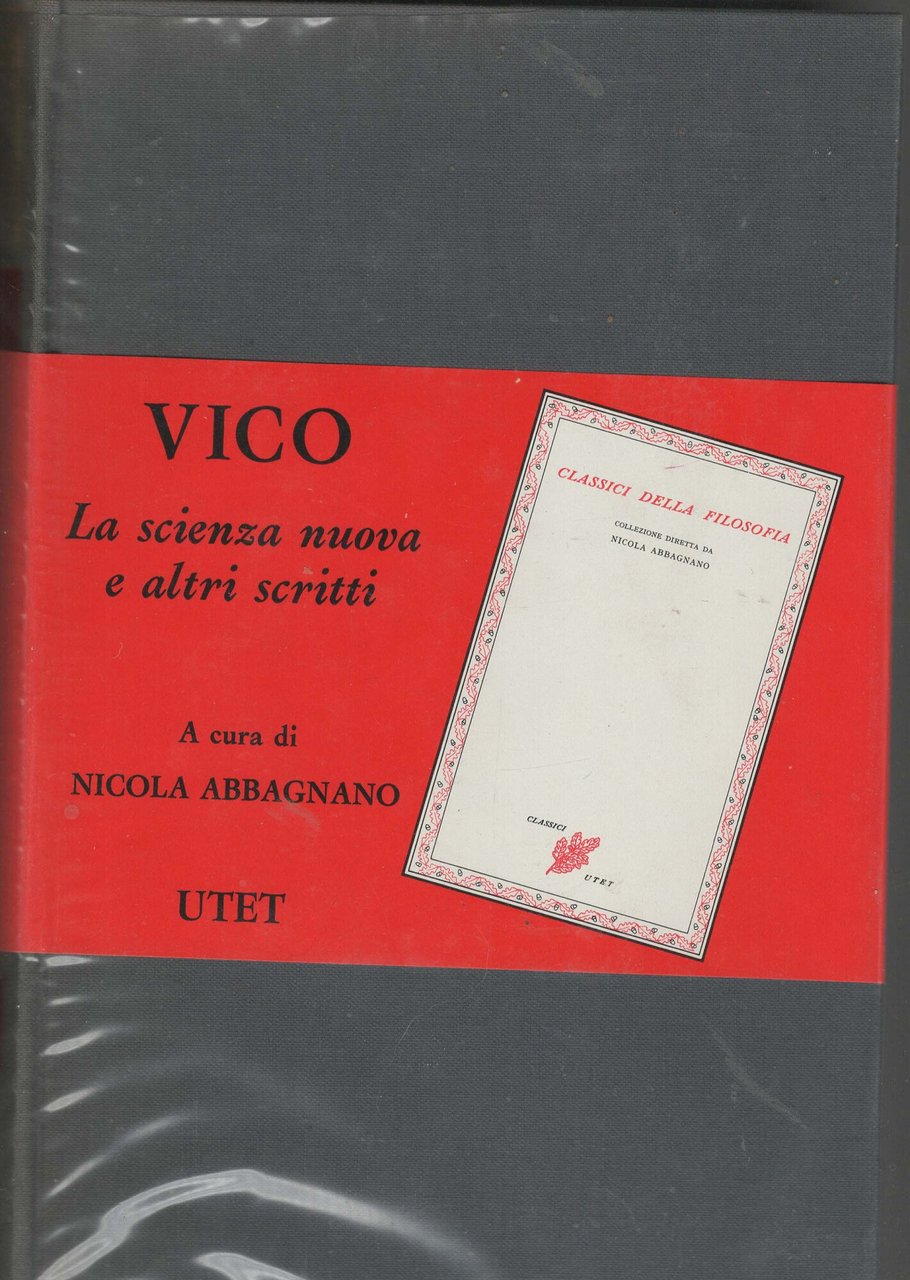 VICO
La scienza nuova
e altri scritti
A cura di
NICOLA ABBAGNANO
UTET
CLASSICI DELLA FILOSOFIA
COLLEZIONE DIRETTA DA
NICOLA ABBAGNANO
CLASSICI
UTET